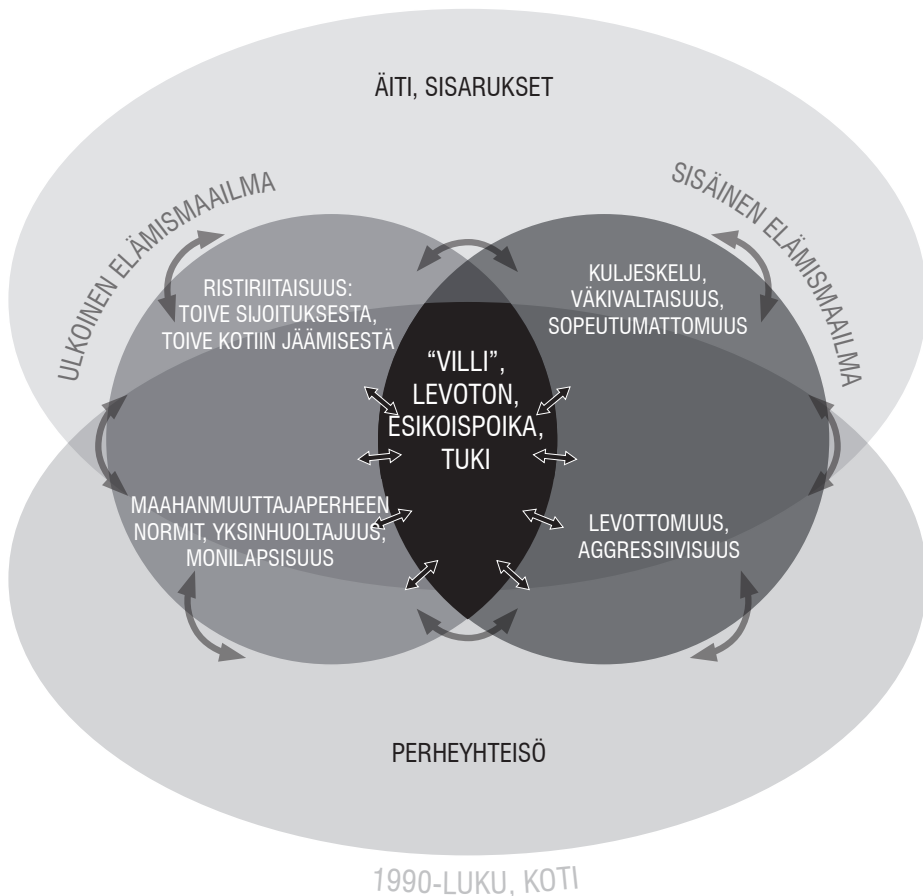 ÄITI, SISARUKSET
ULKOINEN ELÄMISMAAILMA
SISÄINEN ELÄMISMAAILMA
RISTIRIITAISUUS:
TOIVE SIJOITUKSESTA,
TOIVE KOTIIN JÄÄMISESTÄ
KULJESKELU,
VÄKIVALTAISUUS,
SOPEUTUMATTOMUUS
"VILLI",
LEVOTON,
ESIKOISPOIKA,
TUKI
MAAHANMUUTTAJAPERHEEN
NORMIT, YKSINHUOLTAJUUS,
MONILAPSISUUS
LEVOTTOMUUS,
AGGRESSIIVISUUS
PERHEYHTEISÖ
1990-LUKU, KOTI